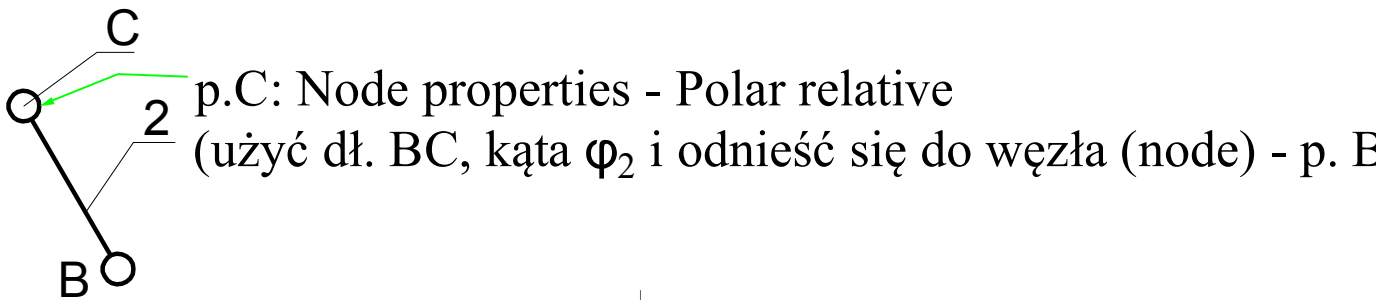 C
p.C: Node properties - Polar relative
2
(użyć dł. BC, kąta φ₂ i odnieść się do węzła (node) - p. B
B